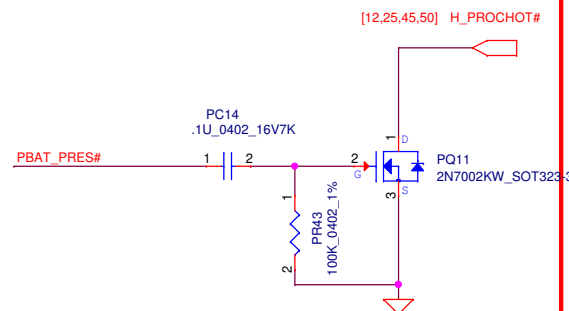 [12,25,45,50] H_PROCHOT#
PC14
.1U_0402_16V7K
PBAT_PRES#
1
2
2
G
1
D
PQ11
2N7002KW_SOT323-3
S
3
1
PR43
100K_0402_1%
2